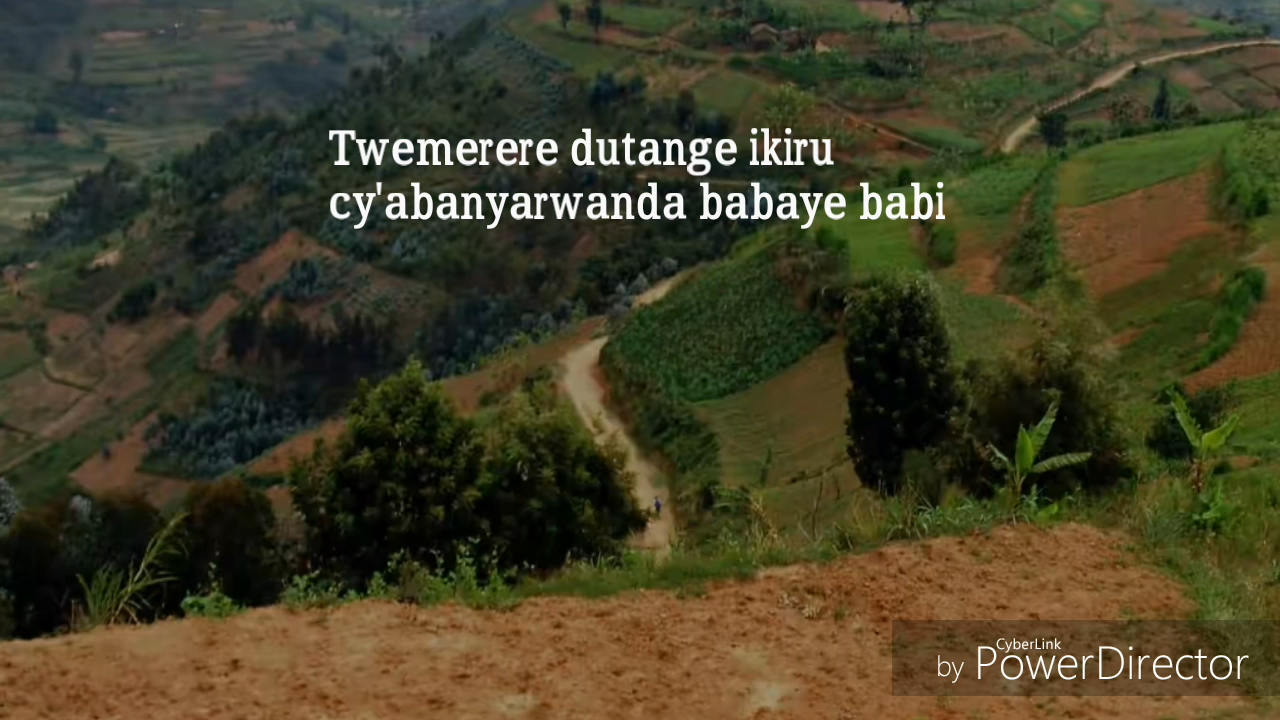 Twemerere dutange ikiru
cy'abanyarwanda babaye babi
CyberLink
by PowerDirector